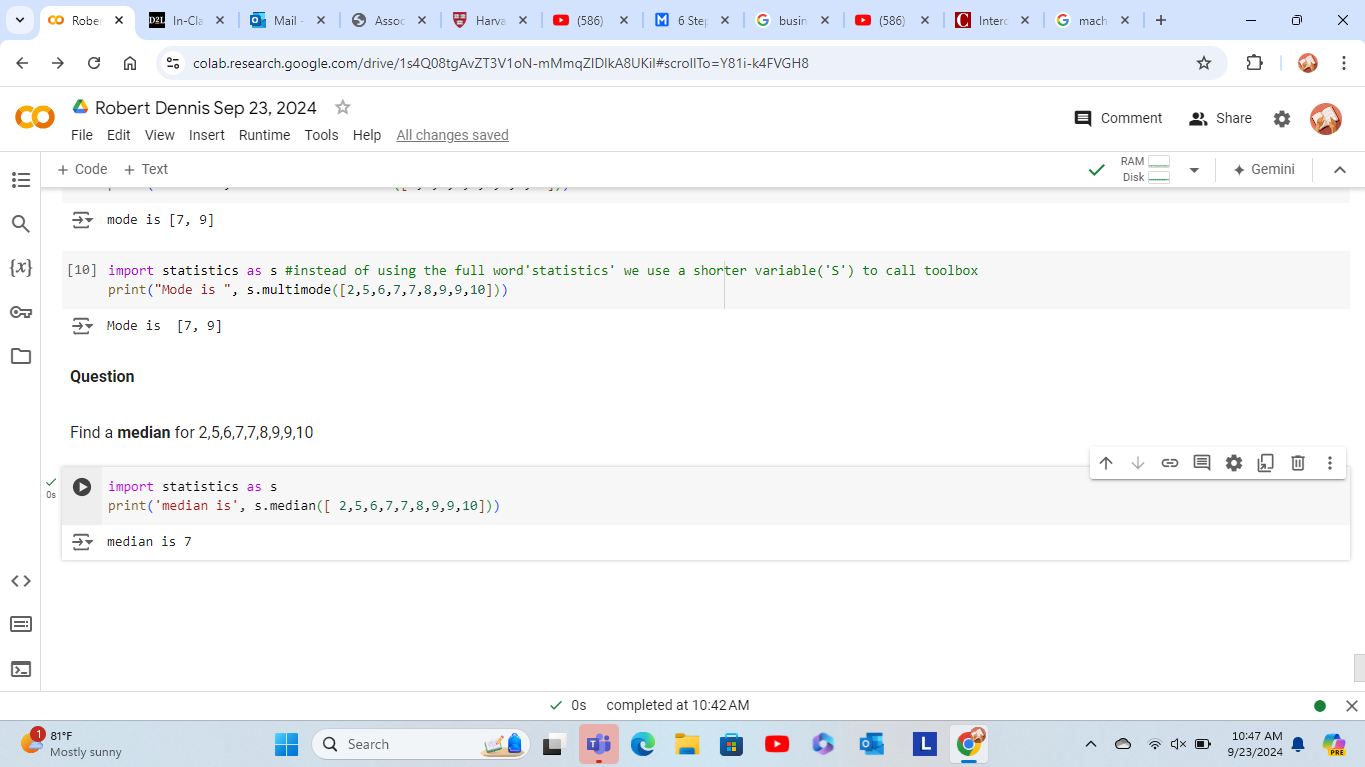 Rober
D2L In-Cla
Mail -
Assoc
Harva
(586)
M 6 Step
busin
(586)
C Interc
mach
colab.research.google.com/drive/1s4Q08tgAvZT3V1oN-mMmqZIDIkA8UKiI#scrollTo=Y81i-k4FVGH8
Robert Dennis Sep 23, 2024
Comment
Share
File Edit View Insert Runtime Tools Help All changes saved
+ Code + Text
RAM
Disk
Gemini
mode is [7, 9]
[10] import statistics as s #instead of using the full word'statistics' we use a shorter variable('S') to call toolbox
print("Mode is ", s.multimode([2,5,6,7,7,8,9,9,10]))
Mode is  [7, 9]
Question
Find a median for 2,5,6,7,7,8,9,9,10
0s
import statistics as s
print('median is', s.median([ 2,5,6,7,7,8,9,9,10]))
median is 7
0s completed at 10:42 AM
1
81°F
Mostly sunny
Search
L
10:47 AM
9/23/2024
PRE